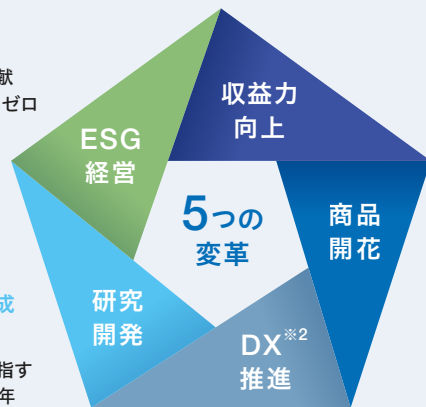 献
ゼロ
収益力
向上
ESG
経営
5つの
変革
商品
開花
研究
開発
成
DX※2
推進
指す
年